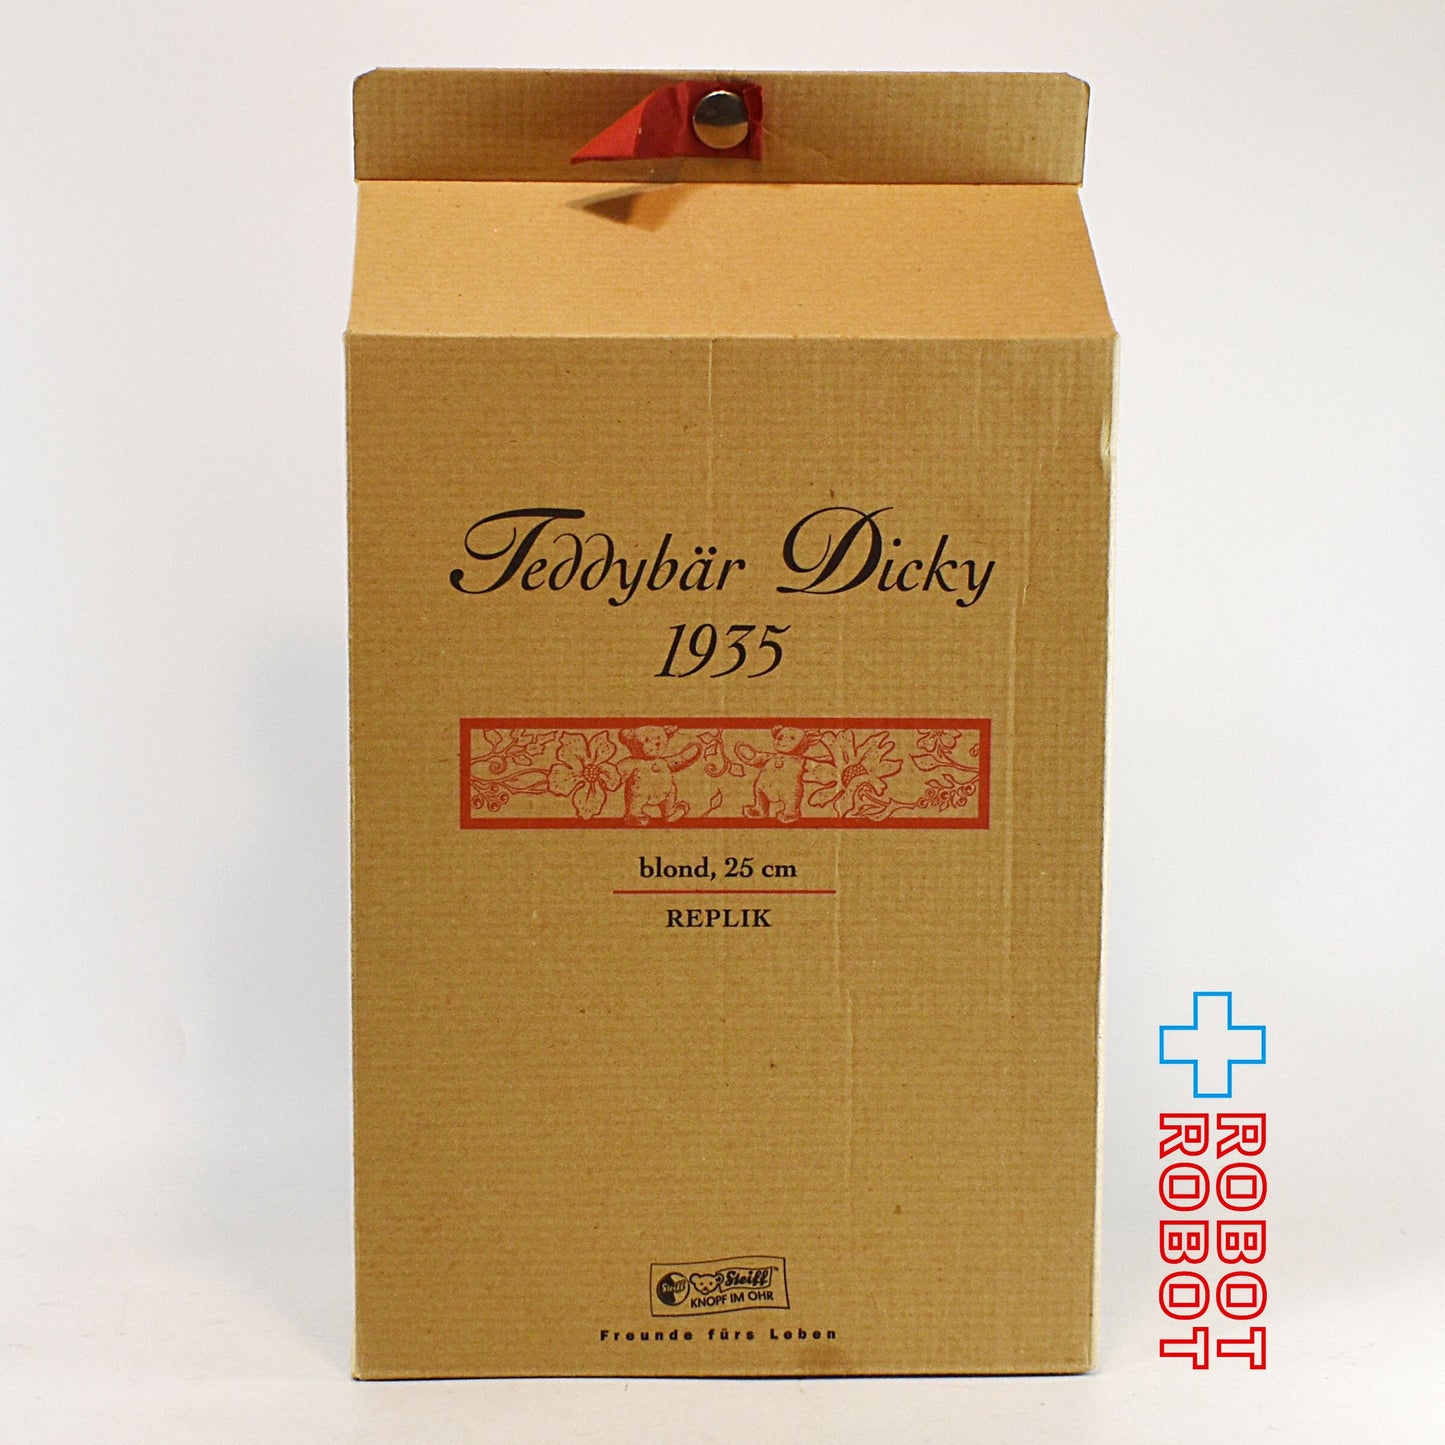 Teddybär Dicky
1935
blond, 25 cm
REPLIK
Steiff
Steiff
KNOPF IM OHR
Freunde fürs Leben
ROBOT
ROBOT